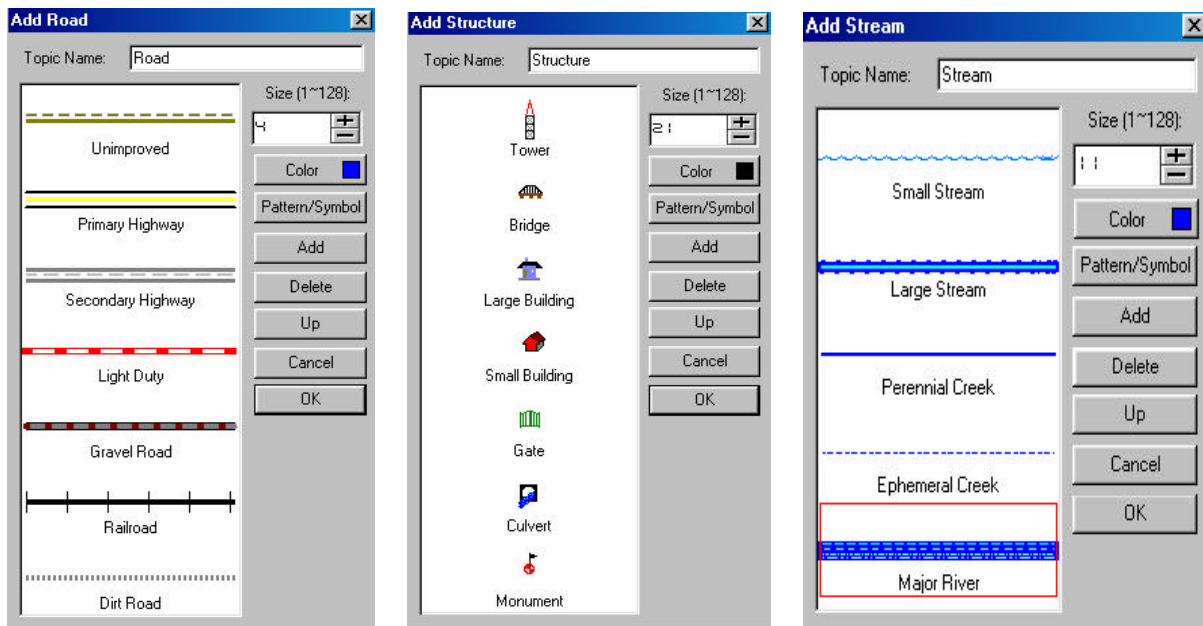 Add Road
Topic Name: Road
Unimproved
Primary Highway
Secondary Highway
Light Duty
Gravel Road
Railroad
Dirt Road
Size (1~128):
4
Color
Pattern/Symbol
Add
Delete
Up
Cancel
OK
Add Structure
Topic Name: Structure
Tower
Bridge
Large Building
Small Building
Gate
Culvert
Monument
Size (1~128):
21
Color
Pattern/Symbol
Add
Delete
Up
Cancel
OK
Add Stream
Topic Name: Stream
Small Stream
Large Stream
Perennial Creek
Ephemeral Creek
Major River
Size (1~128):
11
Color
Pattern/Symbol
Add
Delete
Up
Cancel
OK